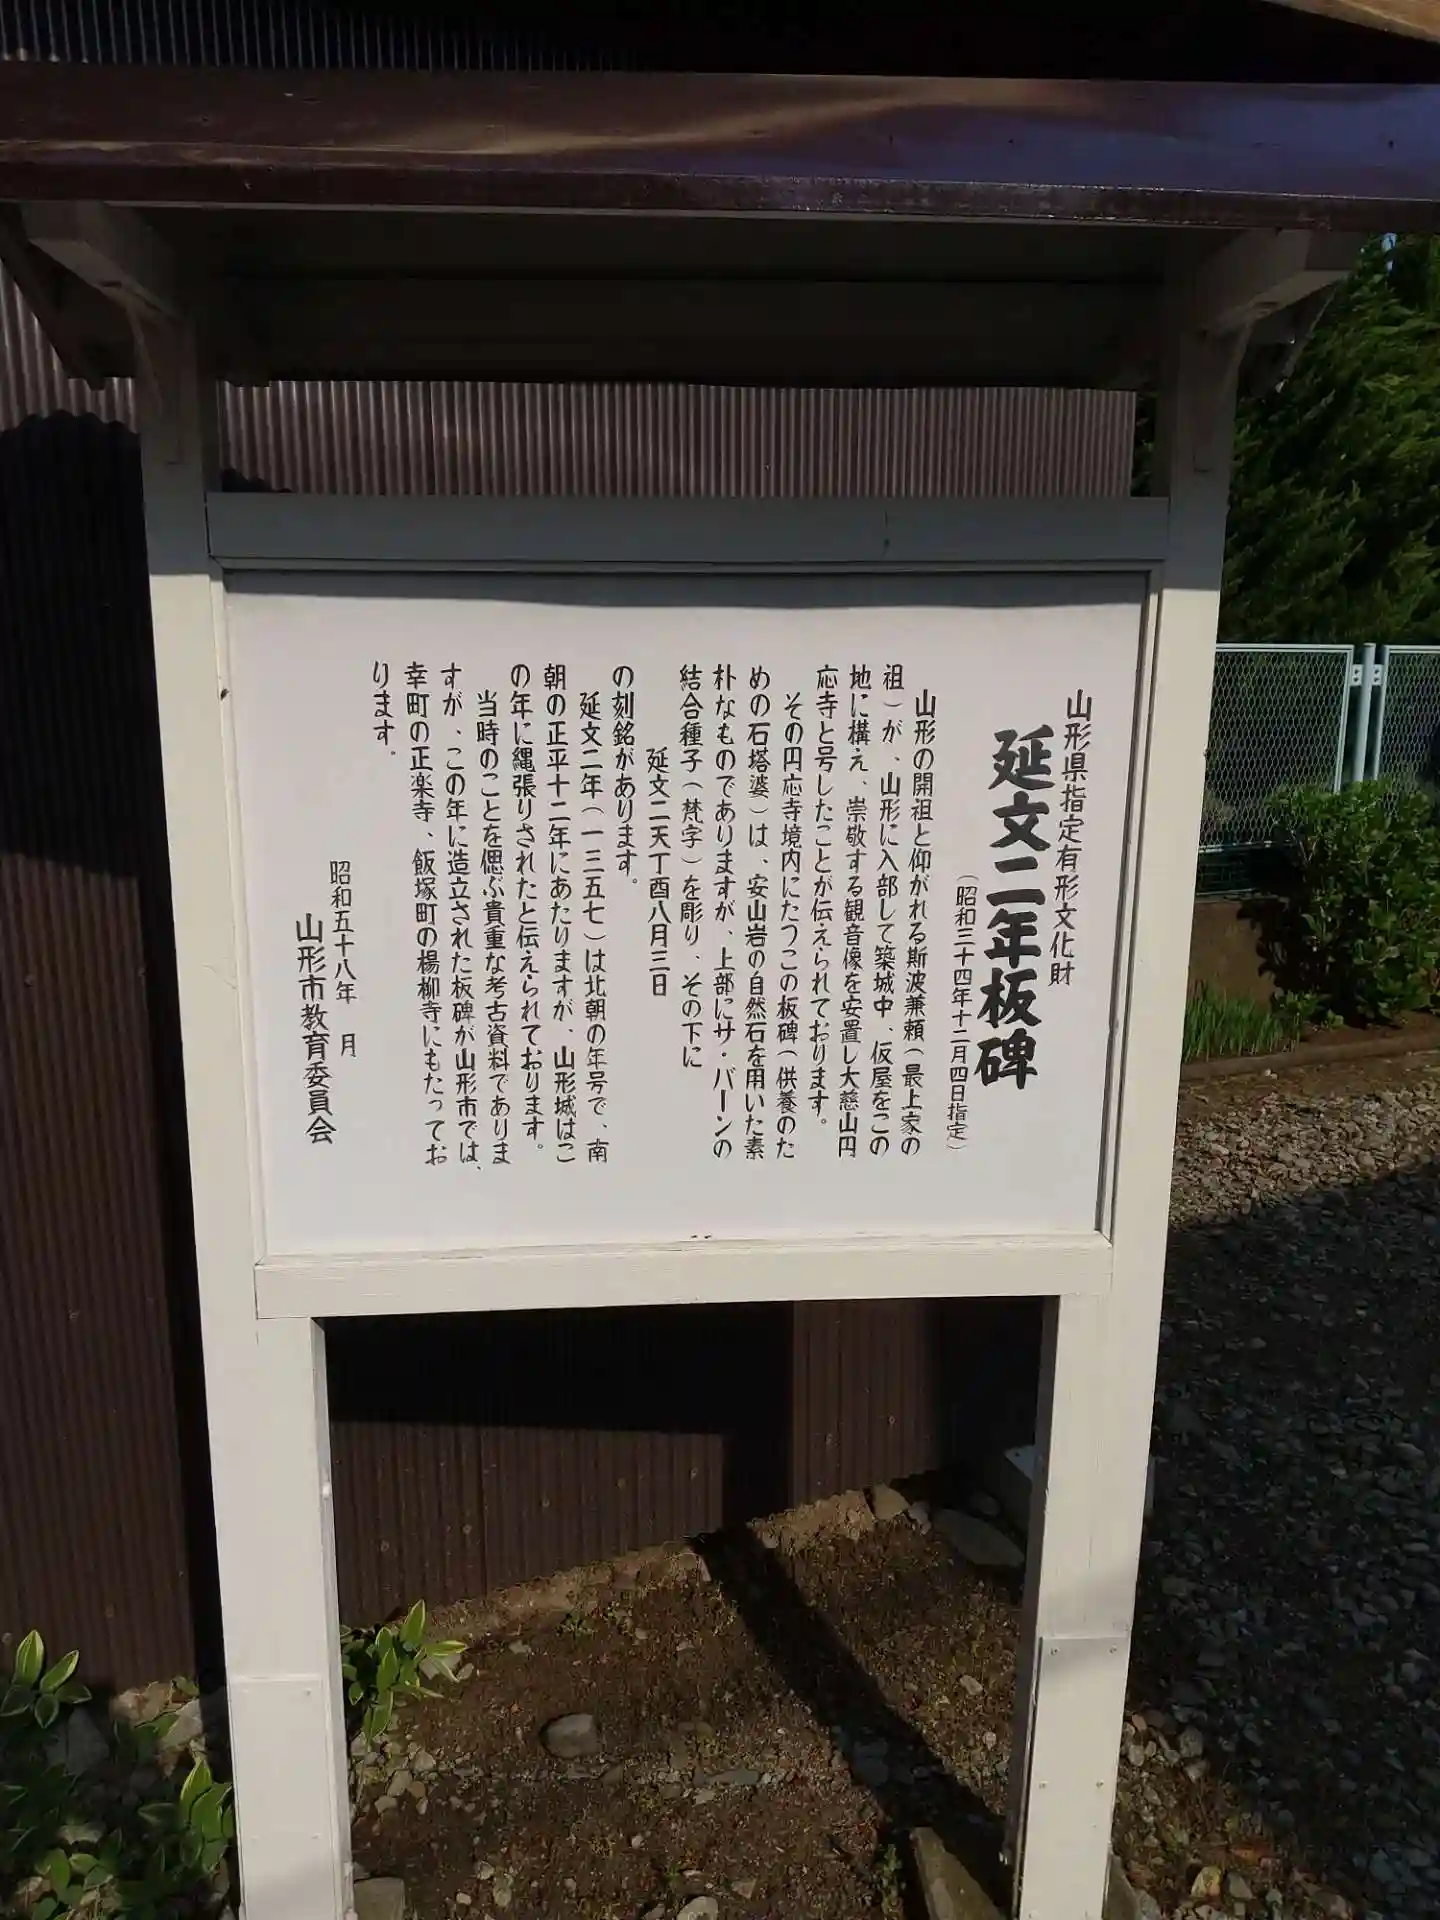 山形県指定有形文化財
延文二年板碑
(昭和三十四年十二月四日指定)
山形の開祖と仰がれる斯波兼頼(最上家の
祖)が、山形に入部して築城中、仮屋をこの
地に構え、崇敬する観音像を安置し大慈山円
応寺と号したことが伝えられております。
その円応寺境内にたつこの板碑(供養のた
めの石塔婆)は、安山岩の自然石を用いた素
朴なものでありますが、上部にサ・バーンの
結合種子(梵字)を彫り、その下に
延文二天丁酉八月三日
の刻銘があります。
延文二年(一三五七)は北朝の年号で、南
朝の正平十二年にあたりますが、山形城はこ
の年に縄張りされたと伝えられております。
当時のことを偲ぶ貴重な考古資料でありま
すが、この年に造立された板碑が山形市では、
幸町の正楽寺、飯塚町の楊柳寺にもたってお
ります。
昭和五十八年 月
山形市教育委員会